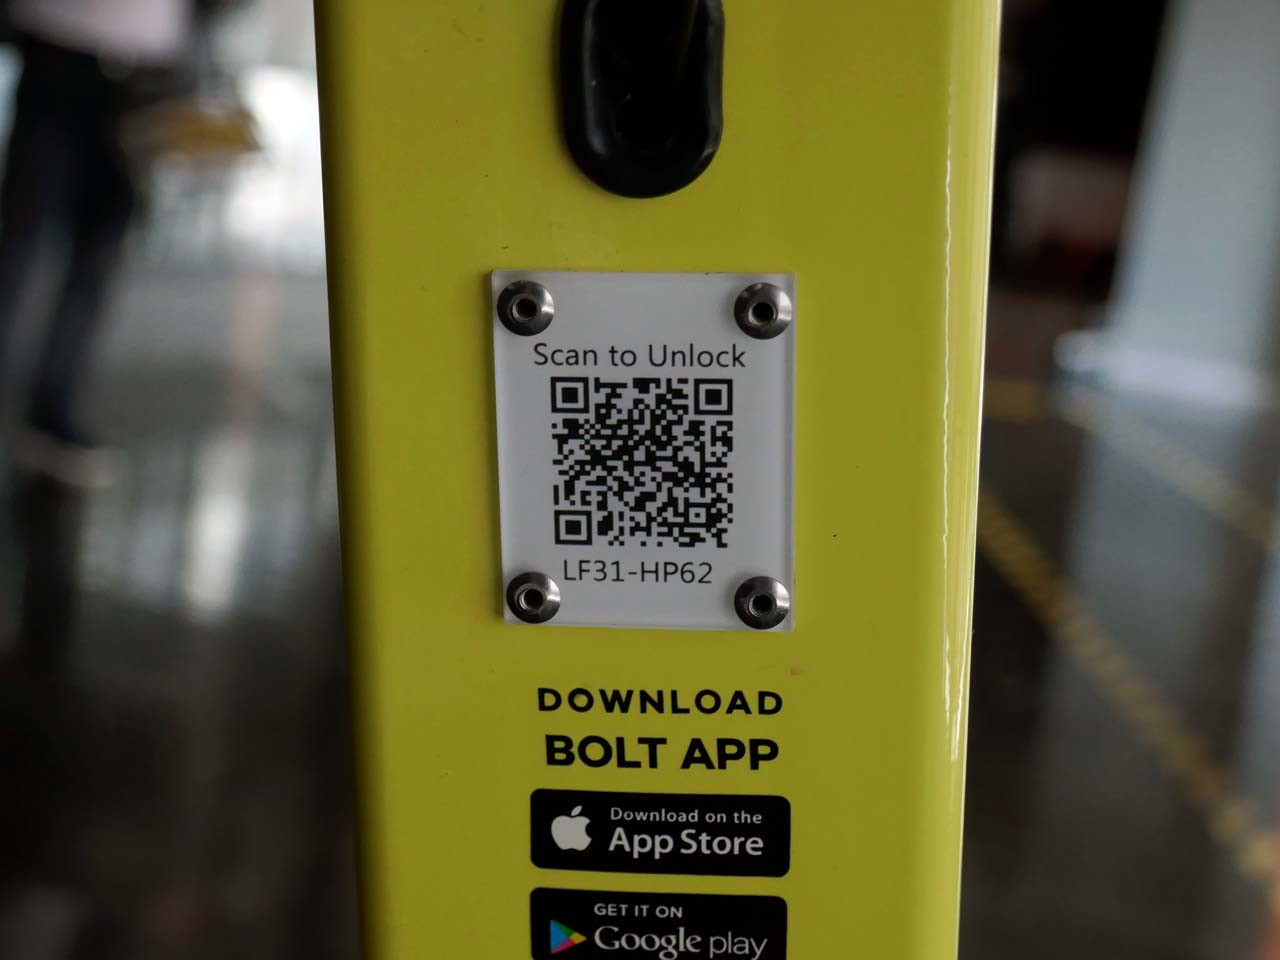 Scan to Unlock
LF31-HP62
DOWNLOAD
BOLT APP
Download on the
App Store
GET IT ON
Google play